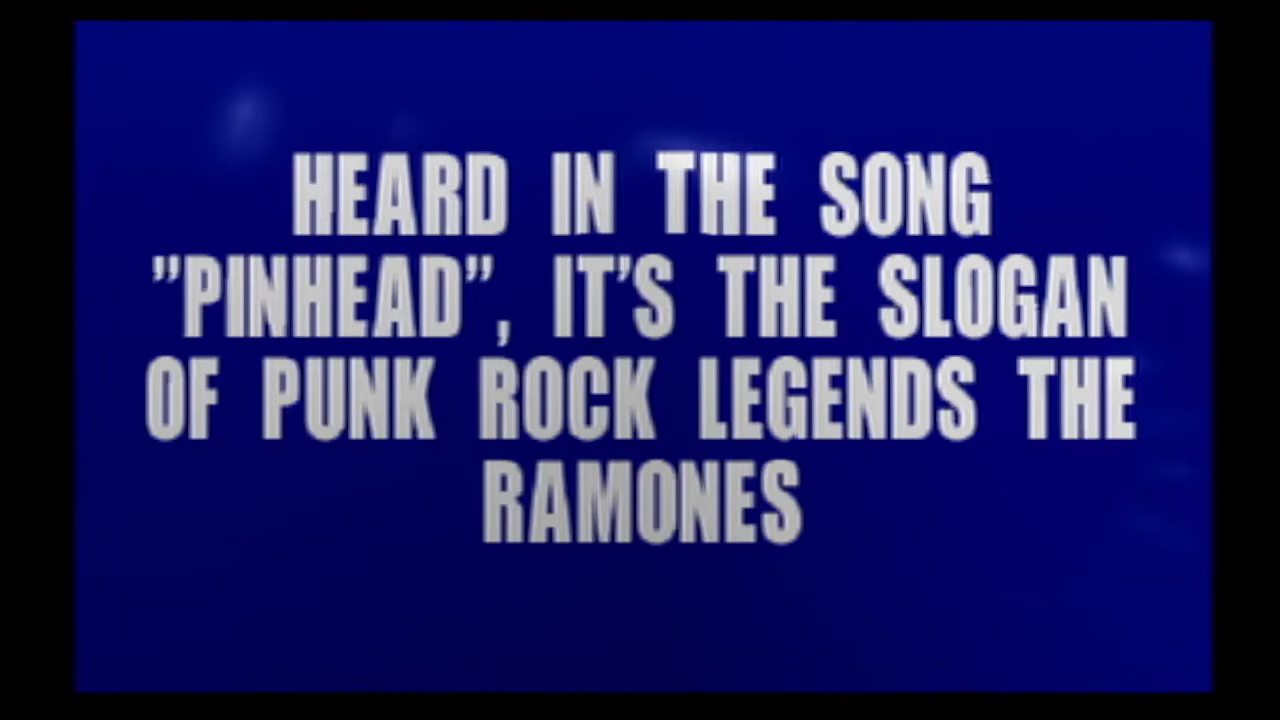 HEARD IN THE SONG
"PINHEAD", IT'S THE SLOGAN
OF PUNK ROCK LEGENDS THE
RAMONES